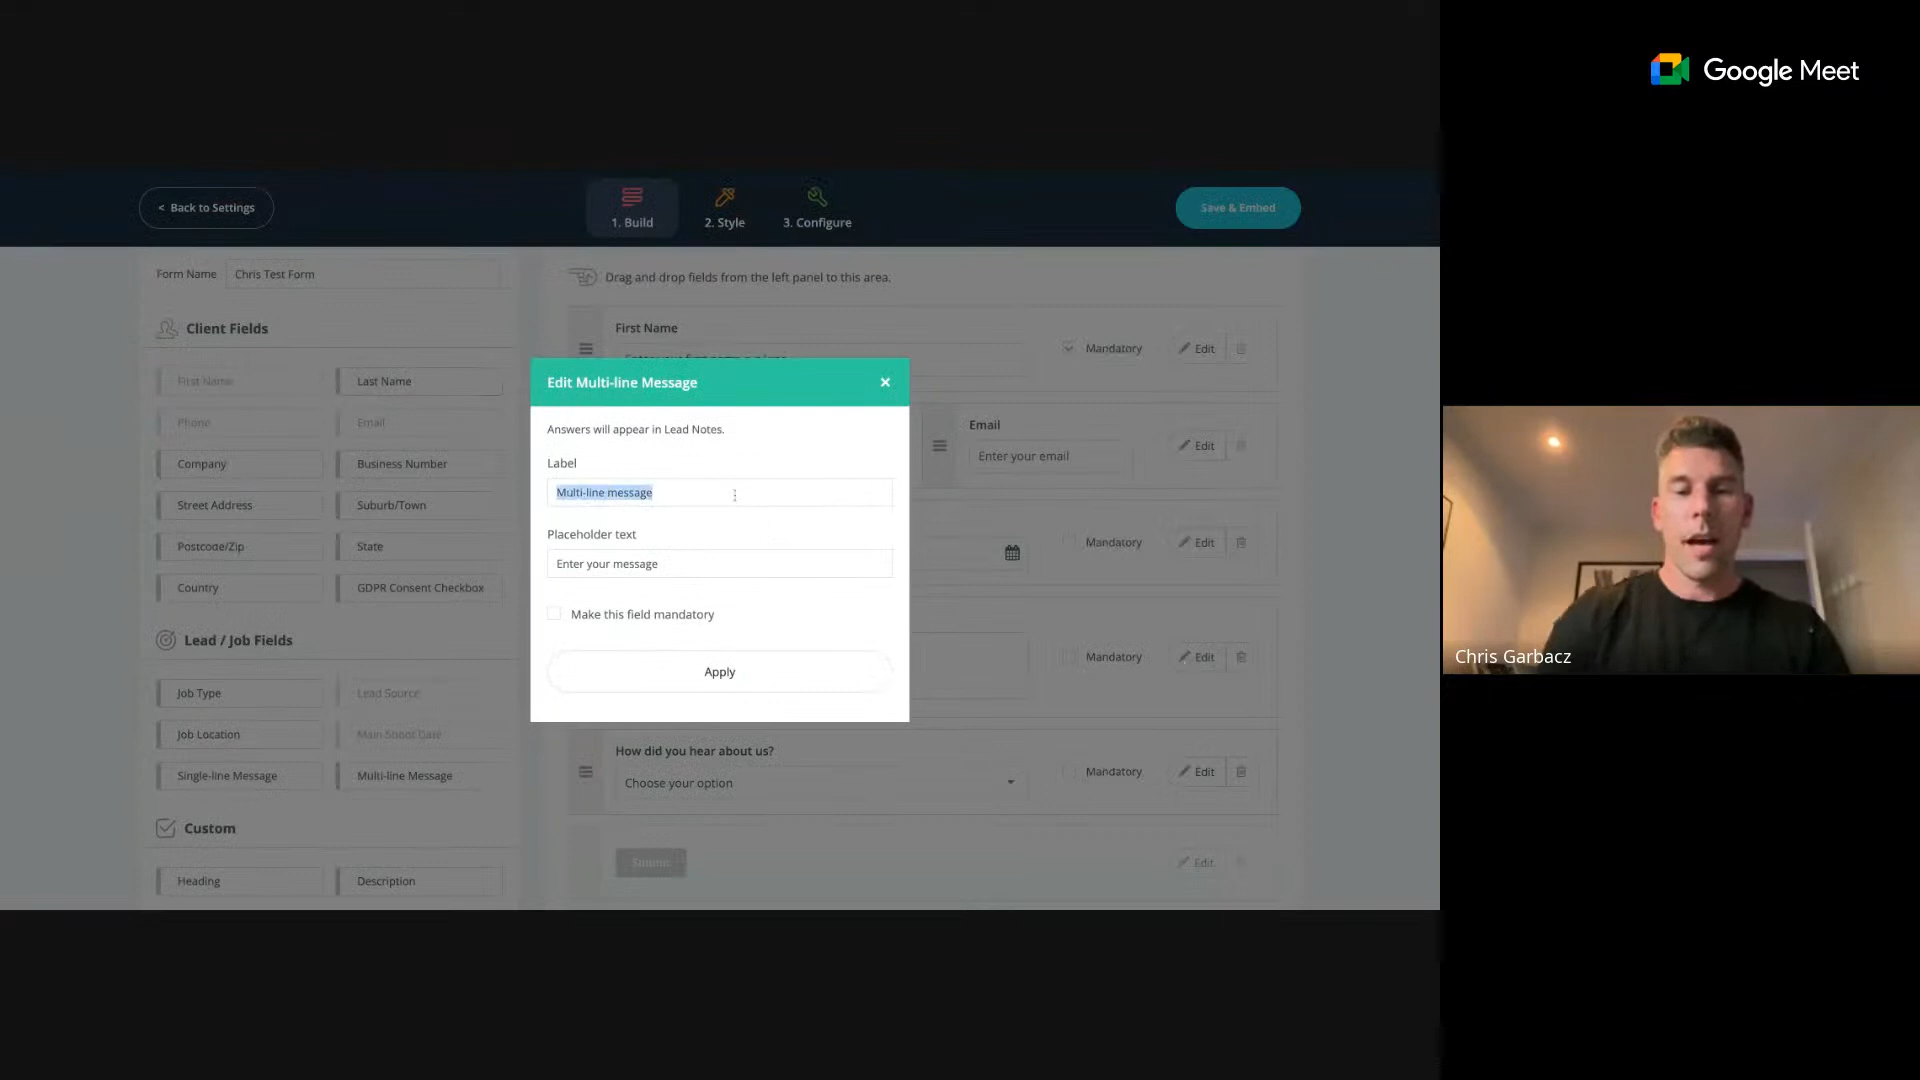 Google Meet
< Back to Settings
1. Build
2. Style
3. Configure
Save & Embed
Form Name
Chris Test Form
Drag and drop fields from the left panel to this area.
Client Fields
First Name
Last Name
Phone
Email
Company
Business Number
Street Address
Suburb/Town
Postcode/Zip
State
Country
GDPR Consent Checkbox
Lead / Job Fields
Job Type
Lead Source
Job Location
Main Shoot Date
Single-line Message
Multi-line Message
Custom
Heading
Description
First Name
Mandatory
Edit
Email
Enter your email
Edit
Mandatory
Edit
Mandatory
Edit
How did you hear about us?
Choose your option
Mandatory
Edit
Submit
Edit
Edit Multi-line Message
Answers will appear in Lead Notes.
Label
Multi-line message
Placeholder text
Enter your message
Make this field mandatory
Apply
Chris Garbacz